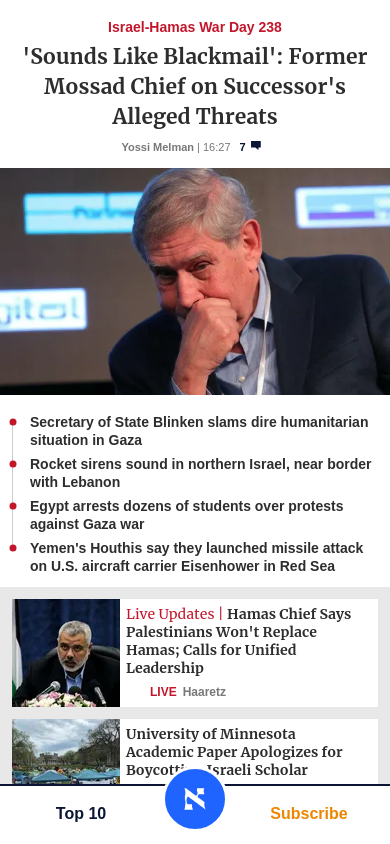 Israel-Hamas War Day 238
'Sounds Like Blackmail': Former
Mossad Chief on Successor's
Alleged Threats
Yossi Melman | 16:27 7
Partner
igitol
Secretary of State Blinken slams dire humanitarian
situation in Gaza
Rocket sirens sound in northern Israel, near border
with Lebanon
Egypt arrests dozens of students over protests
against Gaza war
Yemen's Houthis say they launched missile attack
on U.S. aircraft carrier Eisenhower in Red Sea
Live Updates | Hamas Chief Says
Palestinians Won't Replace
Hamas; Calls for Unified
Leadership
LIVE Haaretz
University of Minnesota
Academic Paper Apologizes for
Boycotting Israeli Scholar
Top 10
Subscribe